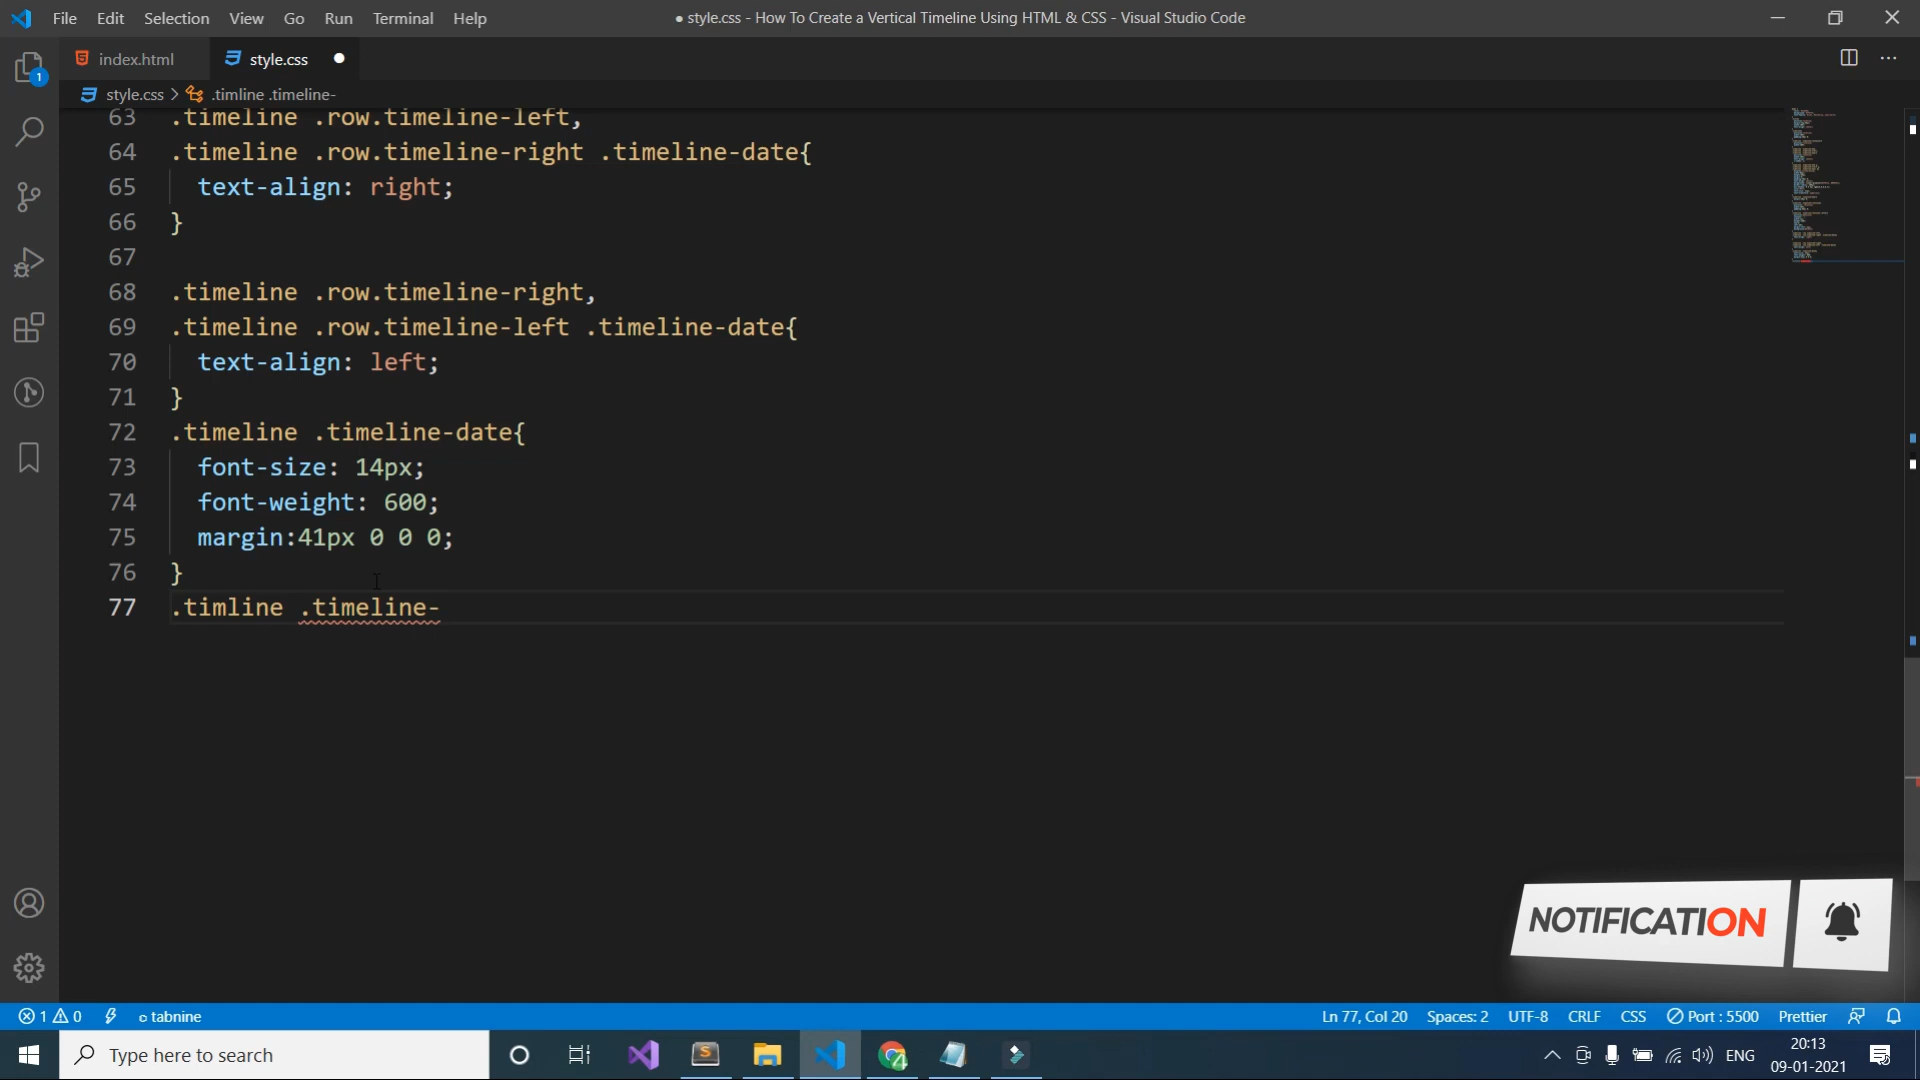 File Edit Selection View Go Run Terminal Help
● style.css - How To Create a Vertical Timeline Using HTML & CSS - Visual Studio Code
index.html
style.css ●
style.css > .timline .timeline-
1
63 .timeline .row.timeline-left,
64 .timeline .row.timeline-right .timeline-date{
65 text-align: right;
66 }
67
68 .timeline .row.timeline-right,
69 .timeline .row.timeline-left .timeline-date{
70 text-align: left;
71 }
72 .timeline .timeline-date{
73 font-size: 14px;
74 font-weight: 600;
75 margin:41px 0 0 0;
76 }
77 .timline .timeline-
NOTIFICATION
1 0 tabnine
Ln 77, Col 20 Spaces: 2 UTF-8 CRLF CSS Port : 5500 Prettier
Type here to search
ENG
20:13
09-01-2021